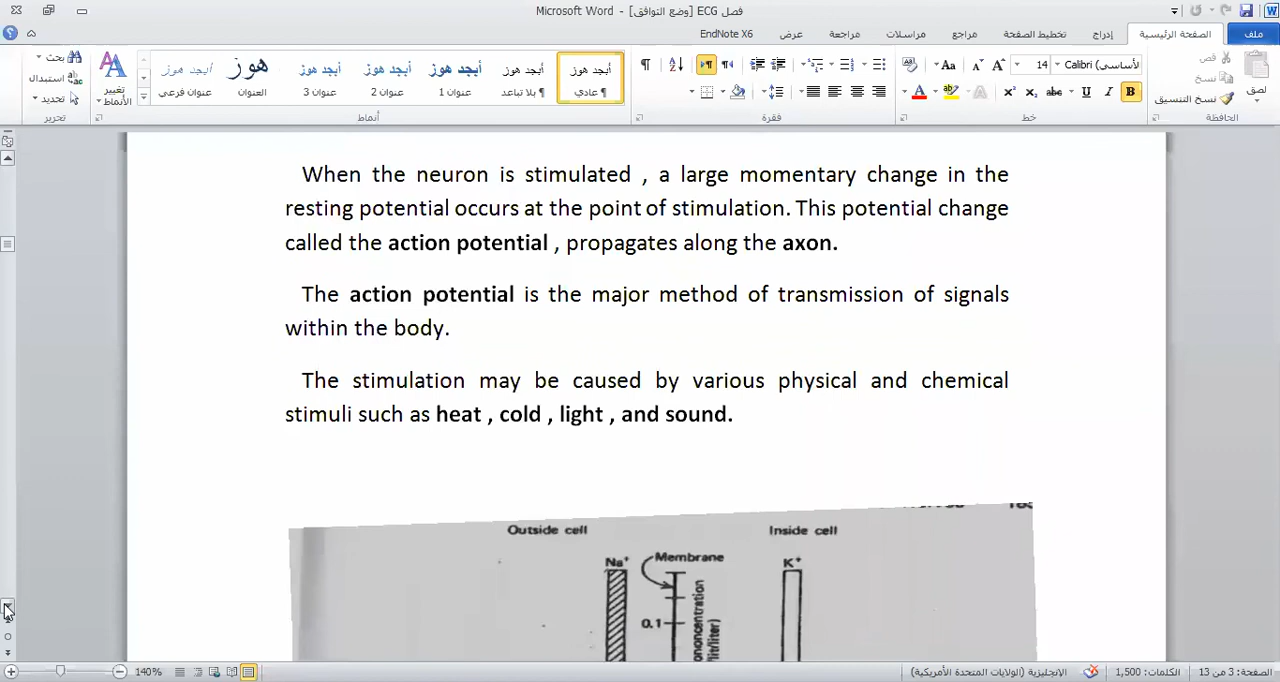 فصل ECG [وضع التوافق] - Microsoft Word
ملف
الصفحة الرئيسية
إدراج
تخطيط الصفحة
مراجع
مراسلات
مراجعة
عرض
EndNote X6
لصق
قص
نسخ
نسخ التنسيق
الحافظة
Calibri (الأساسى)
14
خط
فقرة
أبجد هوز
¶ عادي
أبجد هوز
¶ بلا تباعد
أبجد هوز
عنوان 1
أبجد هوز
عنوان 2
أبجد هوز
عنوان 3
هوز
العنوان
أبجد هوز
عنوان فرعي
تغيير الأنماط
أنماط
بحث
استبدال
تحديد
تحرير
When the neuron is stimulated , a large momentary change in the
resting potential occurs at the point of stimulation. This potential change
called the action potential , propagates along the axon.
The action potential is the major method of transmission of signals
within the body.
The stimulation may be caused by various physical and chemical
stimuli such as heat , cold , light , and sound.
Outside cell
Inside cell
Na+
Membrane
K+
0.1
الصفحة: 3 من 13
الكلمات: 1,500
الإنجليزية (الولايات المتحدة الأمريكية)
140%